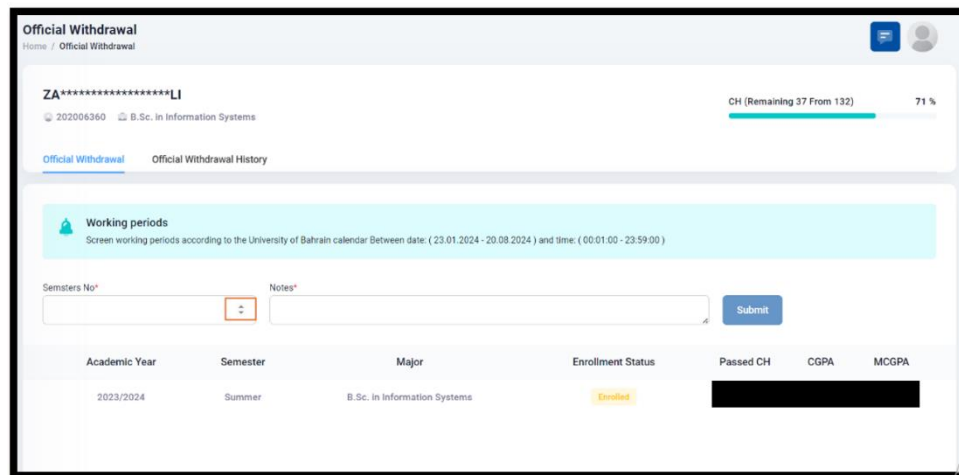 Official Withdrawal
Home / Official Withdrawal
ZA******************LI
202006360 B.Sc. in Information Systems
CH (Remaining 37 From 132) 71 %
Official Withdrawal Official Withdrawal History
Working periods
Screen working periods according to the University of Bahrain calendar Between date: ( 23.01.2024 - 20.08.2024 ) and time: ( 00:01:00 - 23:59:00 )
Semsters No* Notes*
Submit
Academic Year Semester Major Enrollment Status Passed CH CGPA MCGPA
2023/2024 Summer B.Sc. in Information Systems Enrolled